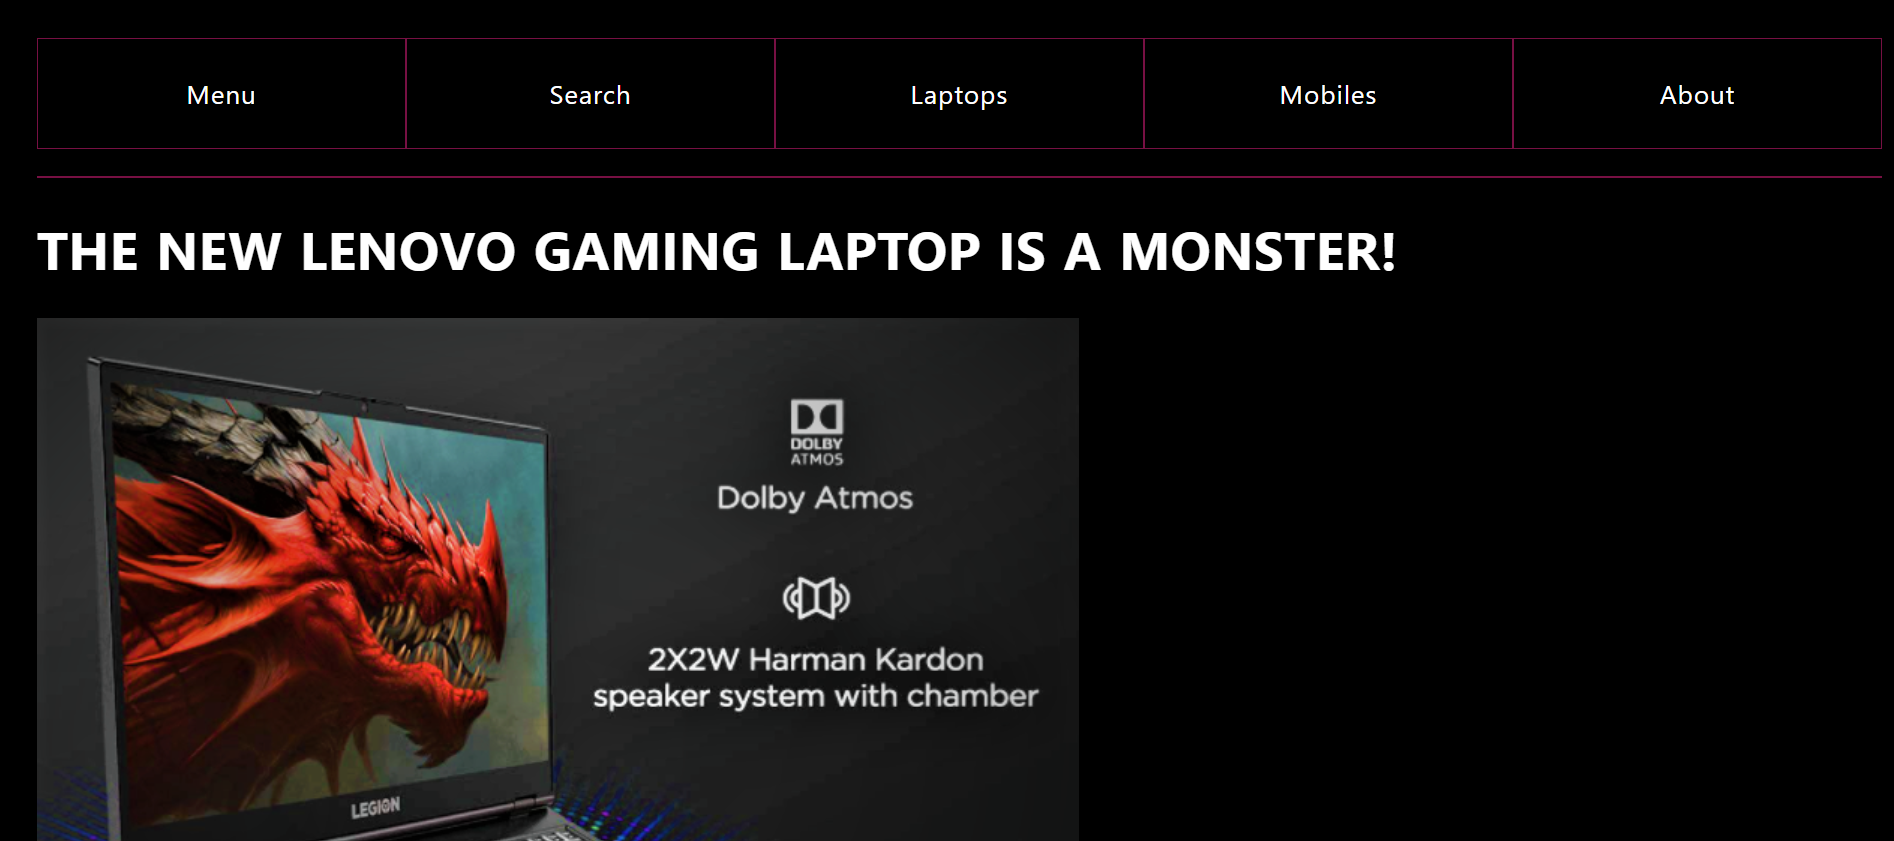 Menu
Search
Laptops
Mobiles
About
THE NEW LENOVO GAMING LAPTOP IS A MONSTER!
DOLBY
ATMOS
Dolby Atmos
2X2W Harman Kardon
speaker system with chamber
LEGION